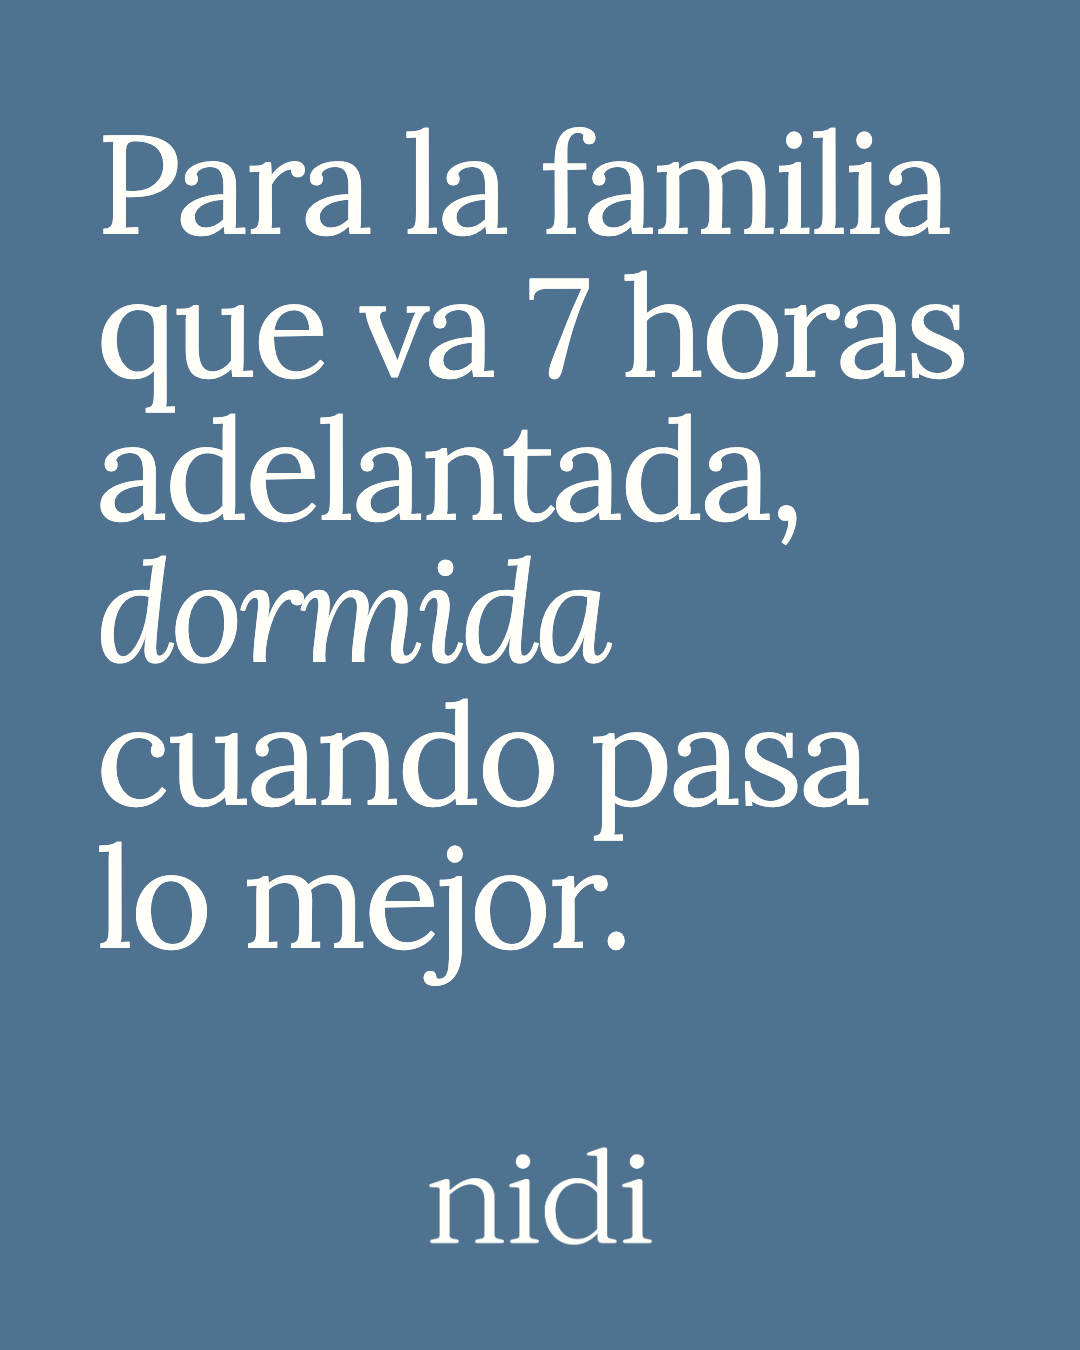 Para la familia
que va 7 horas
adelantada,
dormida
cuando pasa
lo mejor.
nidi